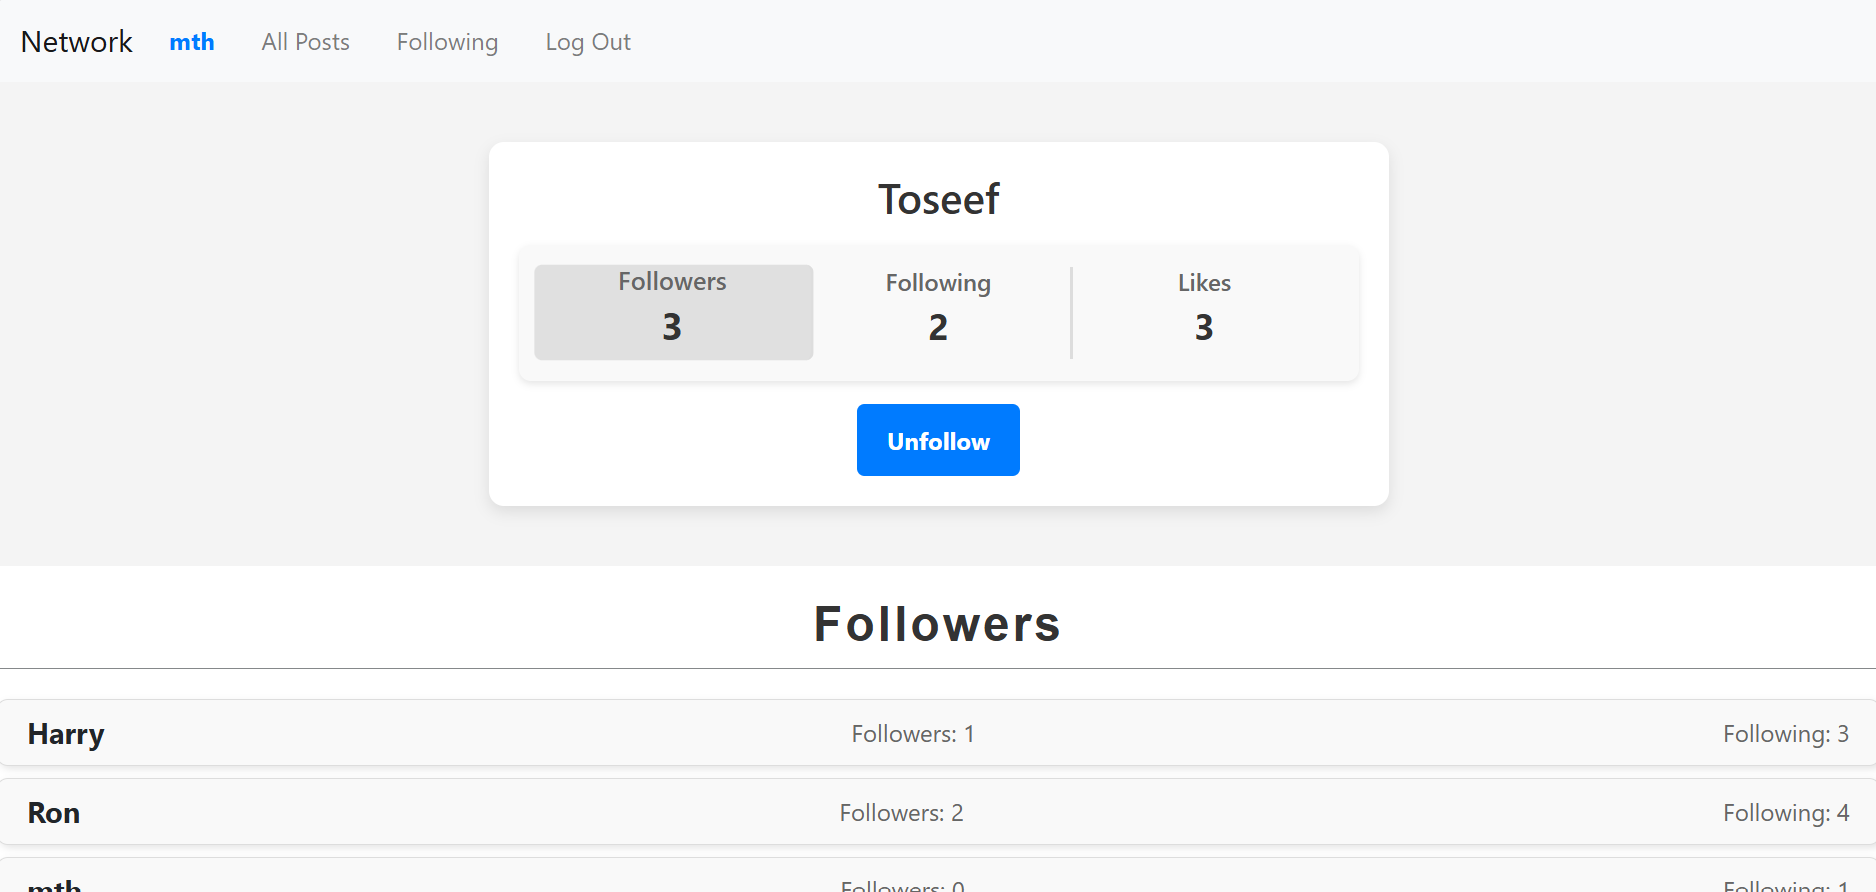 Network mth All Posts Following Log Out
Toseef
Followers Following Likes
3 2 3
Unfollow
Followers
Harry Followers: 1 Following: 3
Ron Followers: 2 Following: 4
mth Followers: 0 Following: 1